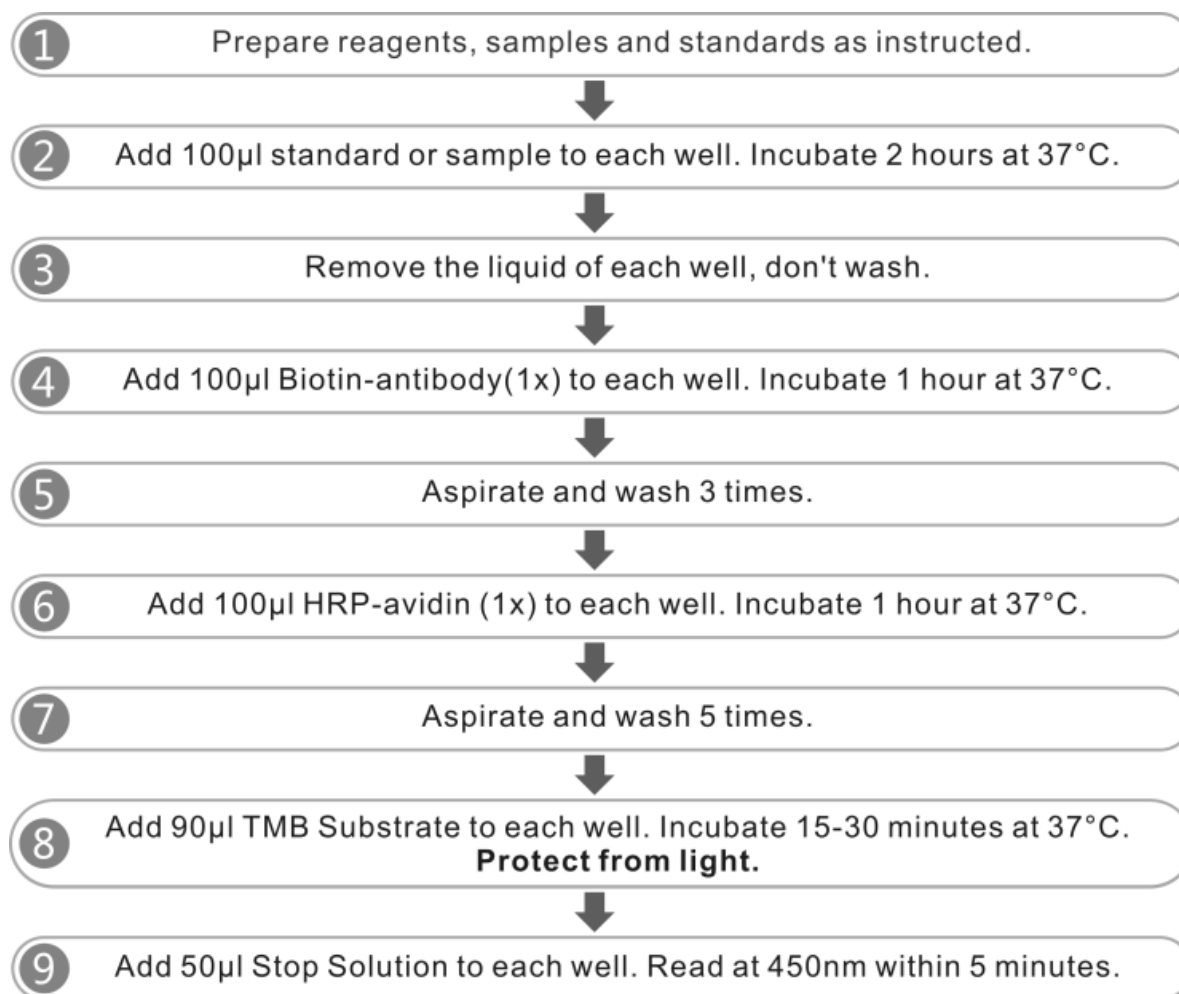 1
Prepare reagents, samples and standards as instructed.
2
Add 100μl standard or sample to each well. Incubate 2 hours at 37°C.
3
Remove the liquid of each well, don't wash.
4
Add 100μl Biotin-antibody(1x) to each well. Incubate 1 hour at 37°C.
5
Aspirate and wash 3 times.
6
Add 100μl HRP-avidin (1x) to each well. Incubate 1 hour at 37°C.
7
Aspirate and wash 5 times.
8
Add 90μl TMB Substrate to each well. Incubate 15-30 minutes at 37°C.
Protect from light.
9
Add 50μl Stop Solution to each well. Read at 450nm within 5 minutes.